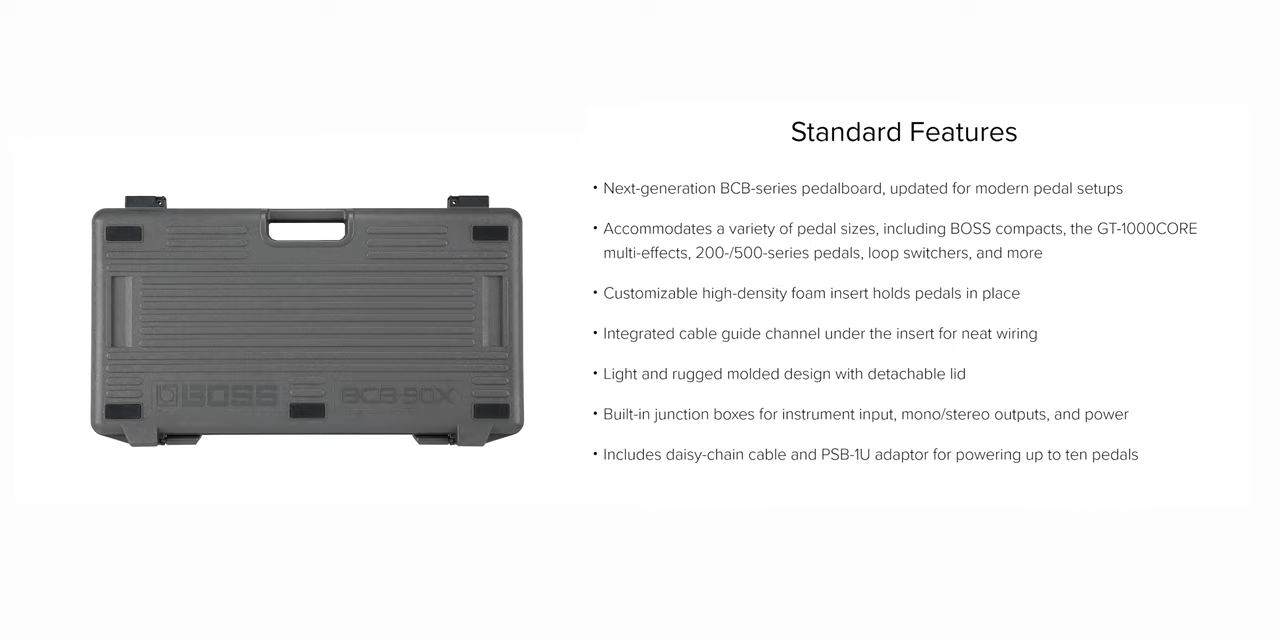 Standard Features
• Next-generation BCB-series pedalboard, updated for modern pedal setups
• Accommodates a variety of pedal sizes, including BOSS compacts, the GT-1000CORE
multi-effects, 200-/500-series pedals, loop switchers, and more
• Customizable high-density foam insert holds pedals in place
• Integrated cable guide channel under the insert for neat wiring
• Light and rugged molded design with detachable lid
• Built-in junction boxes for instrument input, mono/stereo outputs, and power
• Includes daisy-chain cable and PSB-1U adaptor for powering up to ten pedals
BOSS BCB-90X